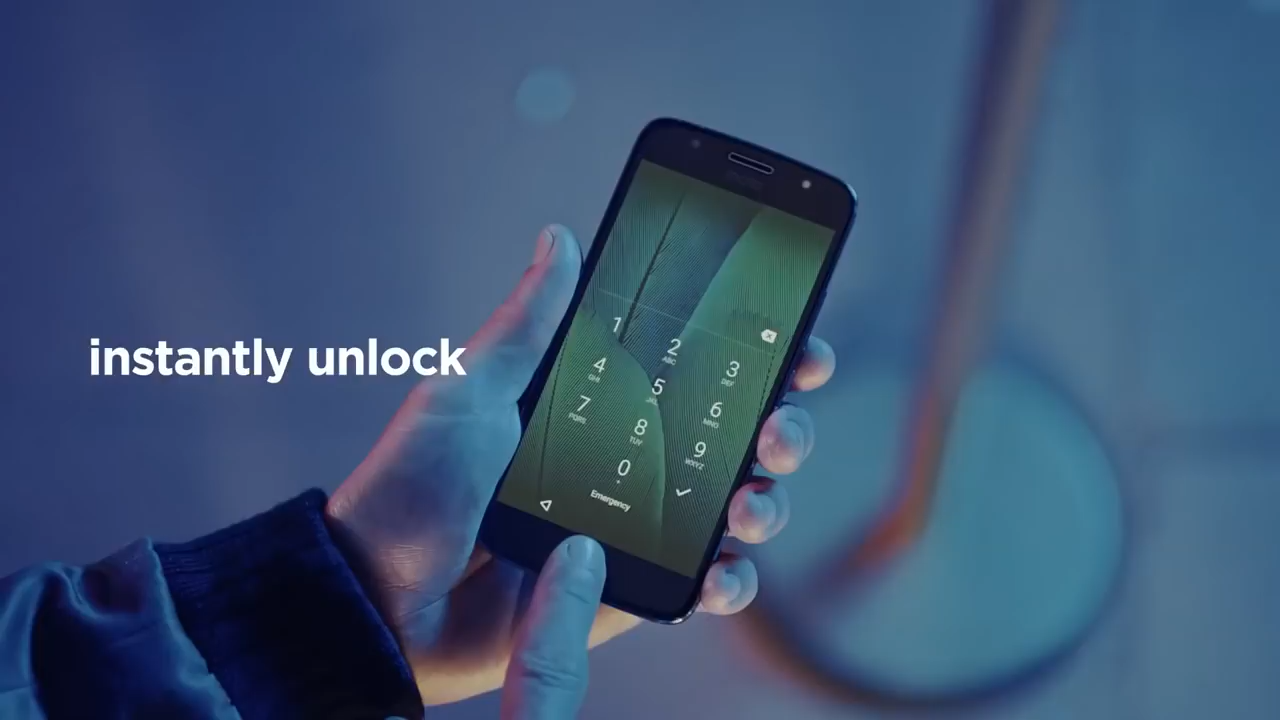 instantly unlock
1
2
ABC
3
DEF
4
GHI
5
JKL
6
MNO
7
PQRS
8
TUV
9
WXYZ
0
Emergency